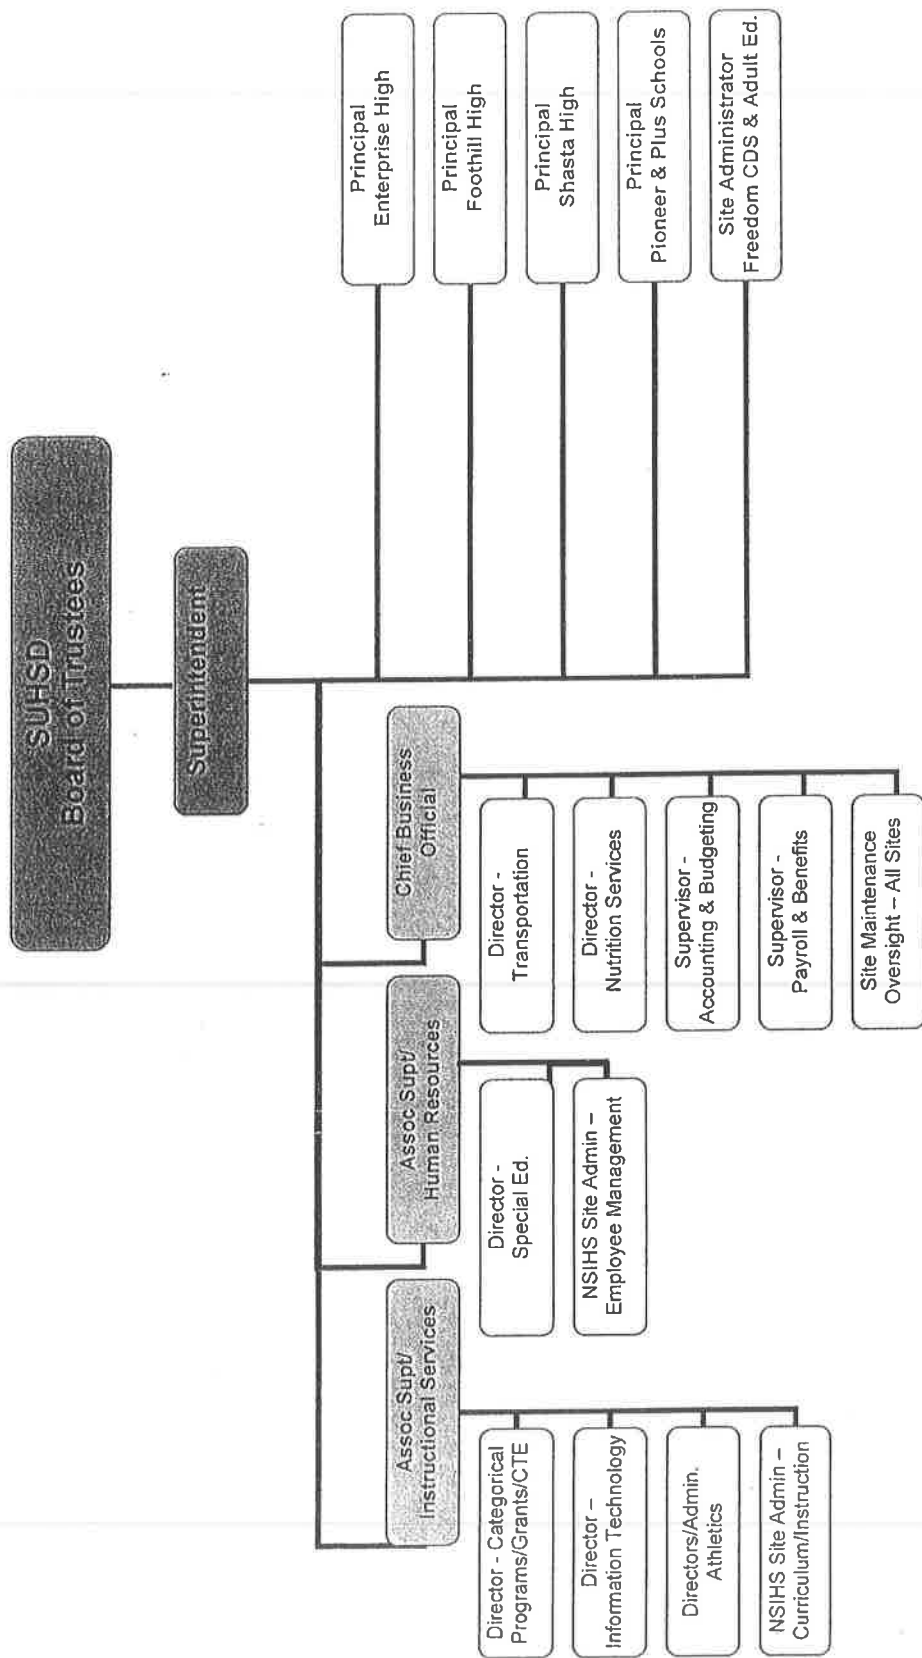 SUHSD
Board of Trustees
Superintendent
Assoc Supt/
Instructional Services
Director - Categorical
Programs/Grants/CTE
Director –
Information Technology
Directors/Admin.
Athletics
NSIHS Site Admin –
Curriculum/Instruction
Assoc Supt/
Human Resources
Director -
Special Ed.
NSIHS Site Admin –
Employee Management
Chief Business
Official
Director -
Transportation
Director -
Nutrition Services
Supervisor -
Accounting & Budgeting
Supervisor -
Payroll & Benefits
Site Maintenance
Oversight – All Sites
Principal
Enterprise High
Principal
Foothill High
Principal
Shasta High
Principal
Pioneer & Plus Schools
Site Administrator
Freedom CDS & Adult Ed.